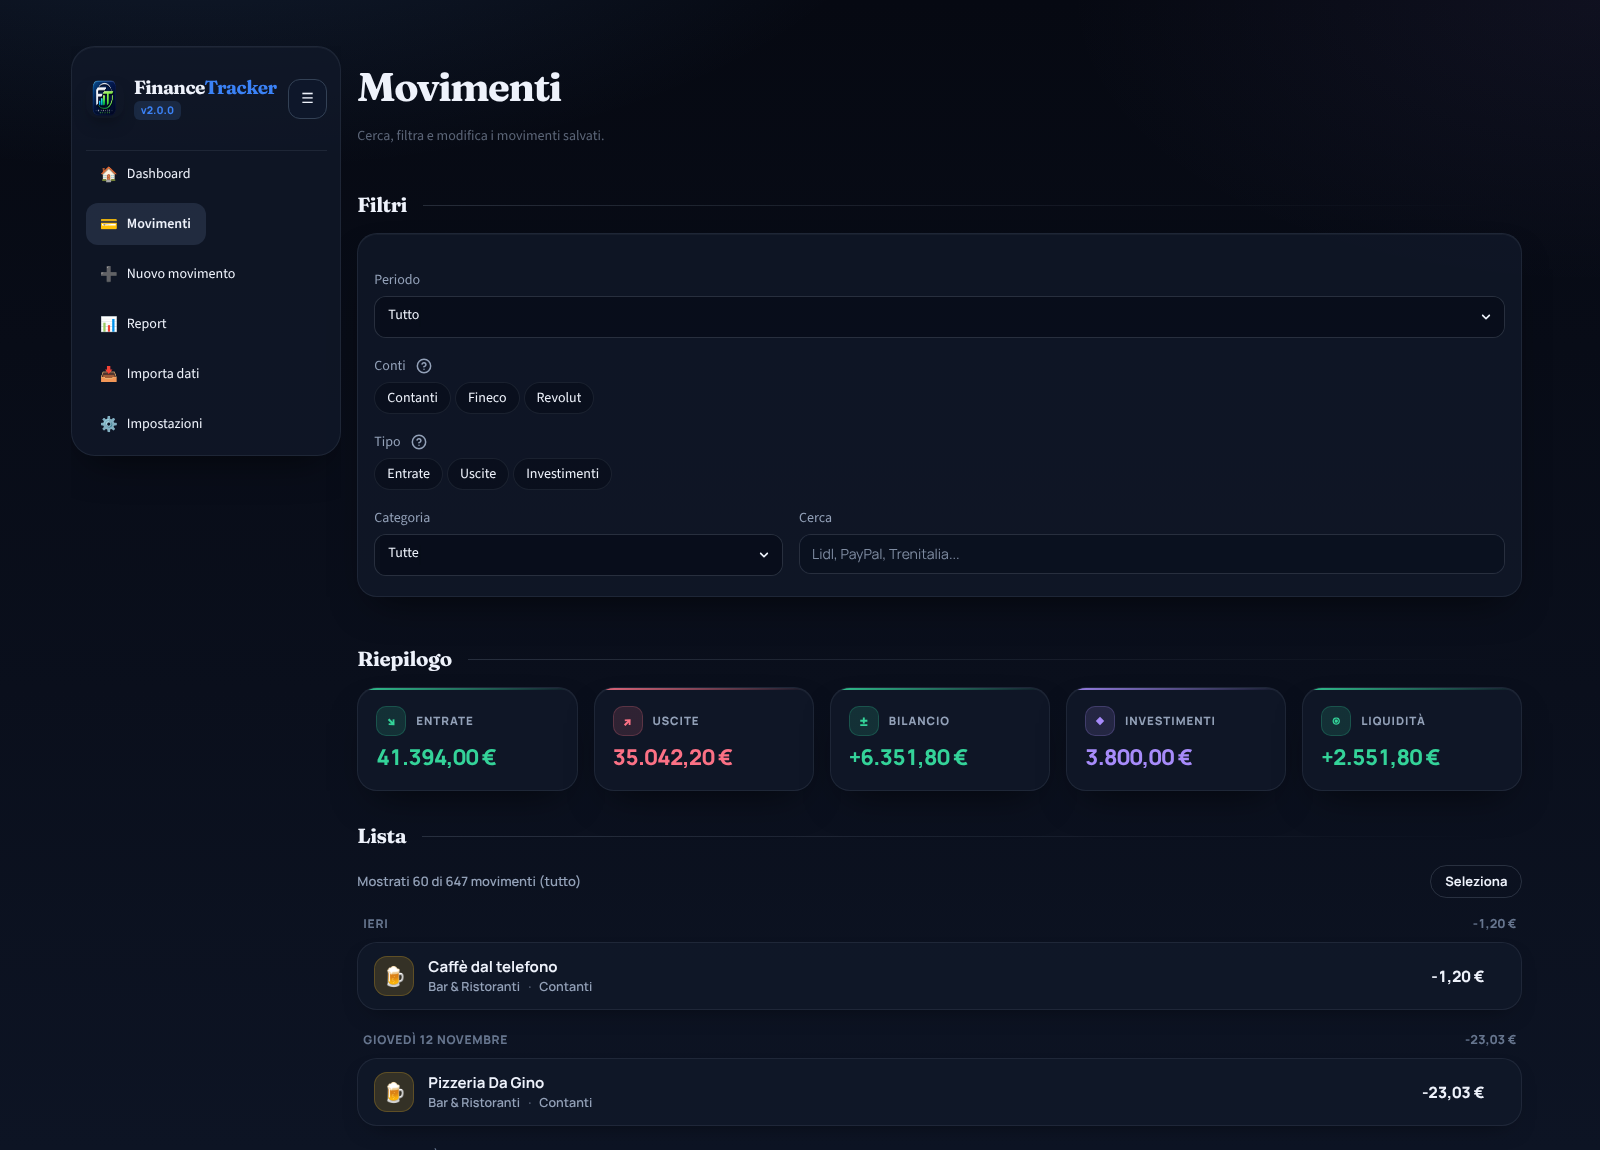 FinanceTracker
v2.0.0
☰
Dashboard
Movimenti
Nuovo movimento
Report
Importa dati
Impostazioni
Movimenti
Cerca, filtra e modifica i movimenti salvati.
Filtri
Periodo
Tutto
Conti
Contanti Fineco Revolut
Tipo
Entrate Uscite Investimenti
Categoria Cerca
Tutte Lidl, PayPal, Trenitalia...
Riepilogo
ENTRATE
41.394,00 €
USCITE
35.042,20 €
BILANCIO
+6.351,80 €
INVESTIMENTI
3.800,00 €
LIQUIDITÀ
+2.551,80 €
Lista
Mostrati 60 di 647 movimenti (tutto) Seleziona
IERI -1,20 €
Caffè dal telefono
Bar & Ristoranti · Contanti
-1,20 €
GIOVEDÌ 12 NOVEMBRE -23,03 €
Pizzeria Da Gino
Bar & Ristoranti · Contanti
-23,03 €